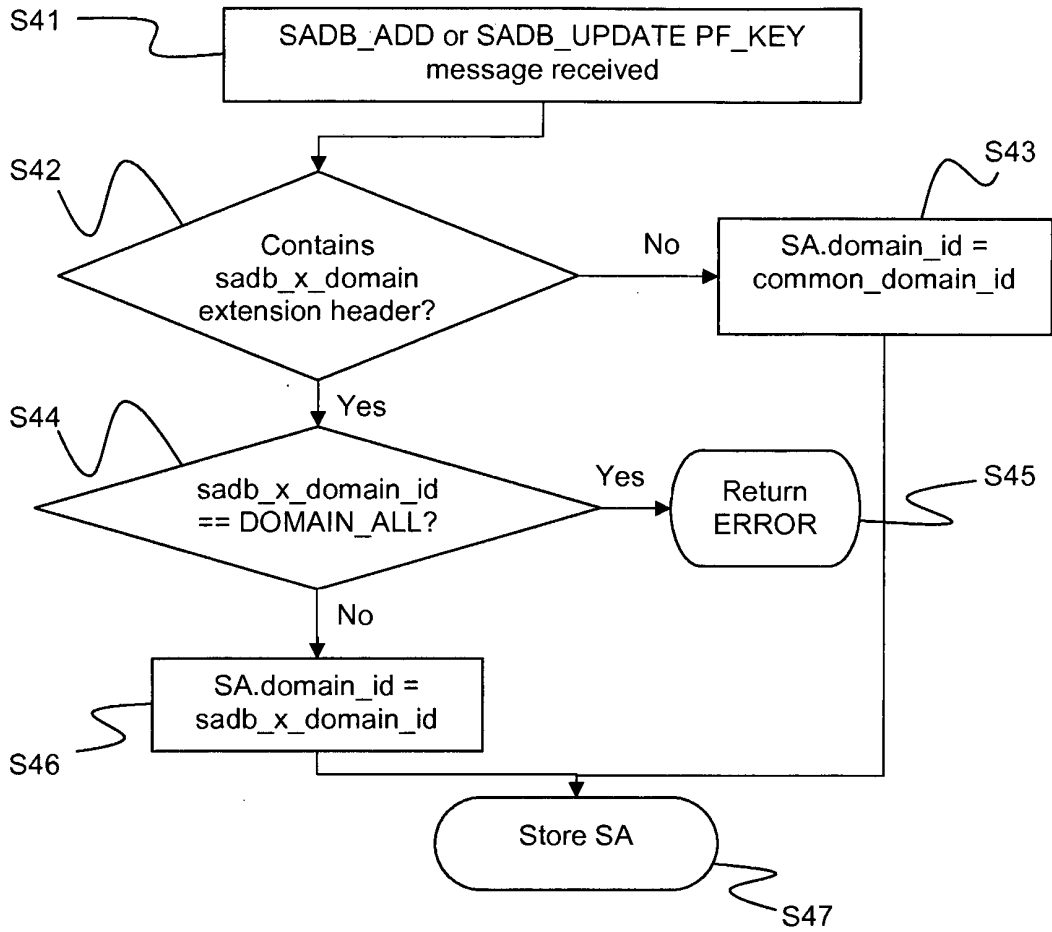 S41
SADB_ADD or SADB_UPDATE PF_KEY
message received
S42
Contains
sadb_x_domain
extension header?
No
S43
SA.domain_id =
common_domain_id
Yes
S44
sadb_x_domain_id
== DOMAIN_ALL?
Yes
Return
ERROR
S45
No
SA.domain_id =
sadb_x_domain_id
S46
Store SA
S47